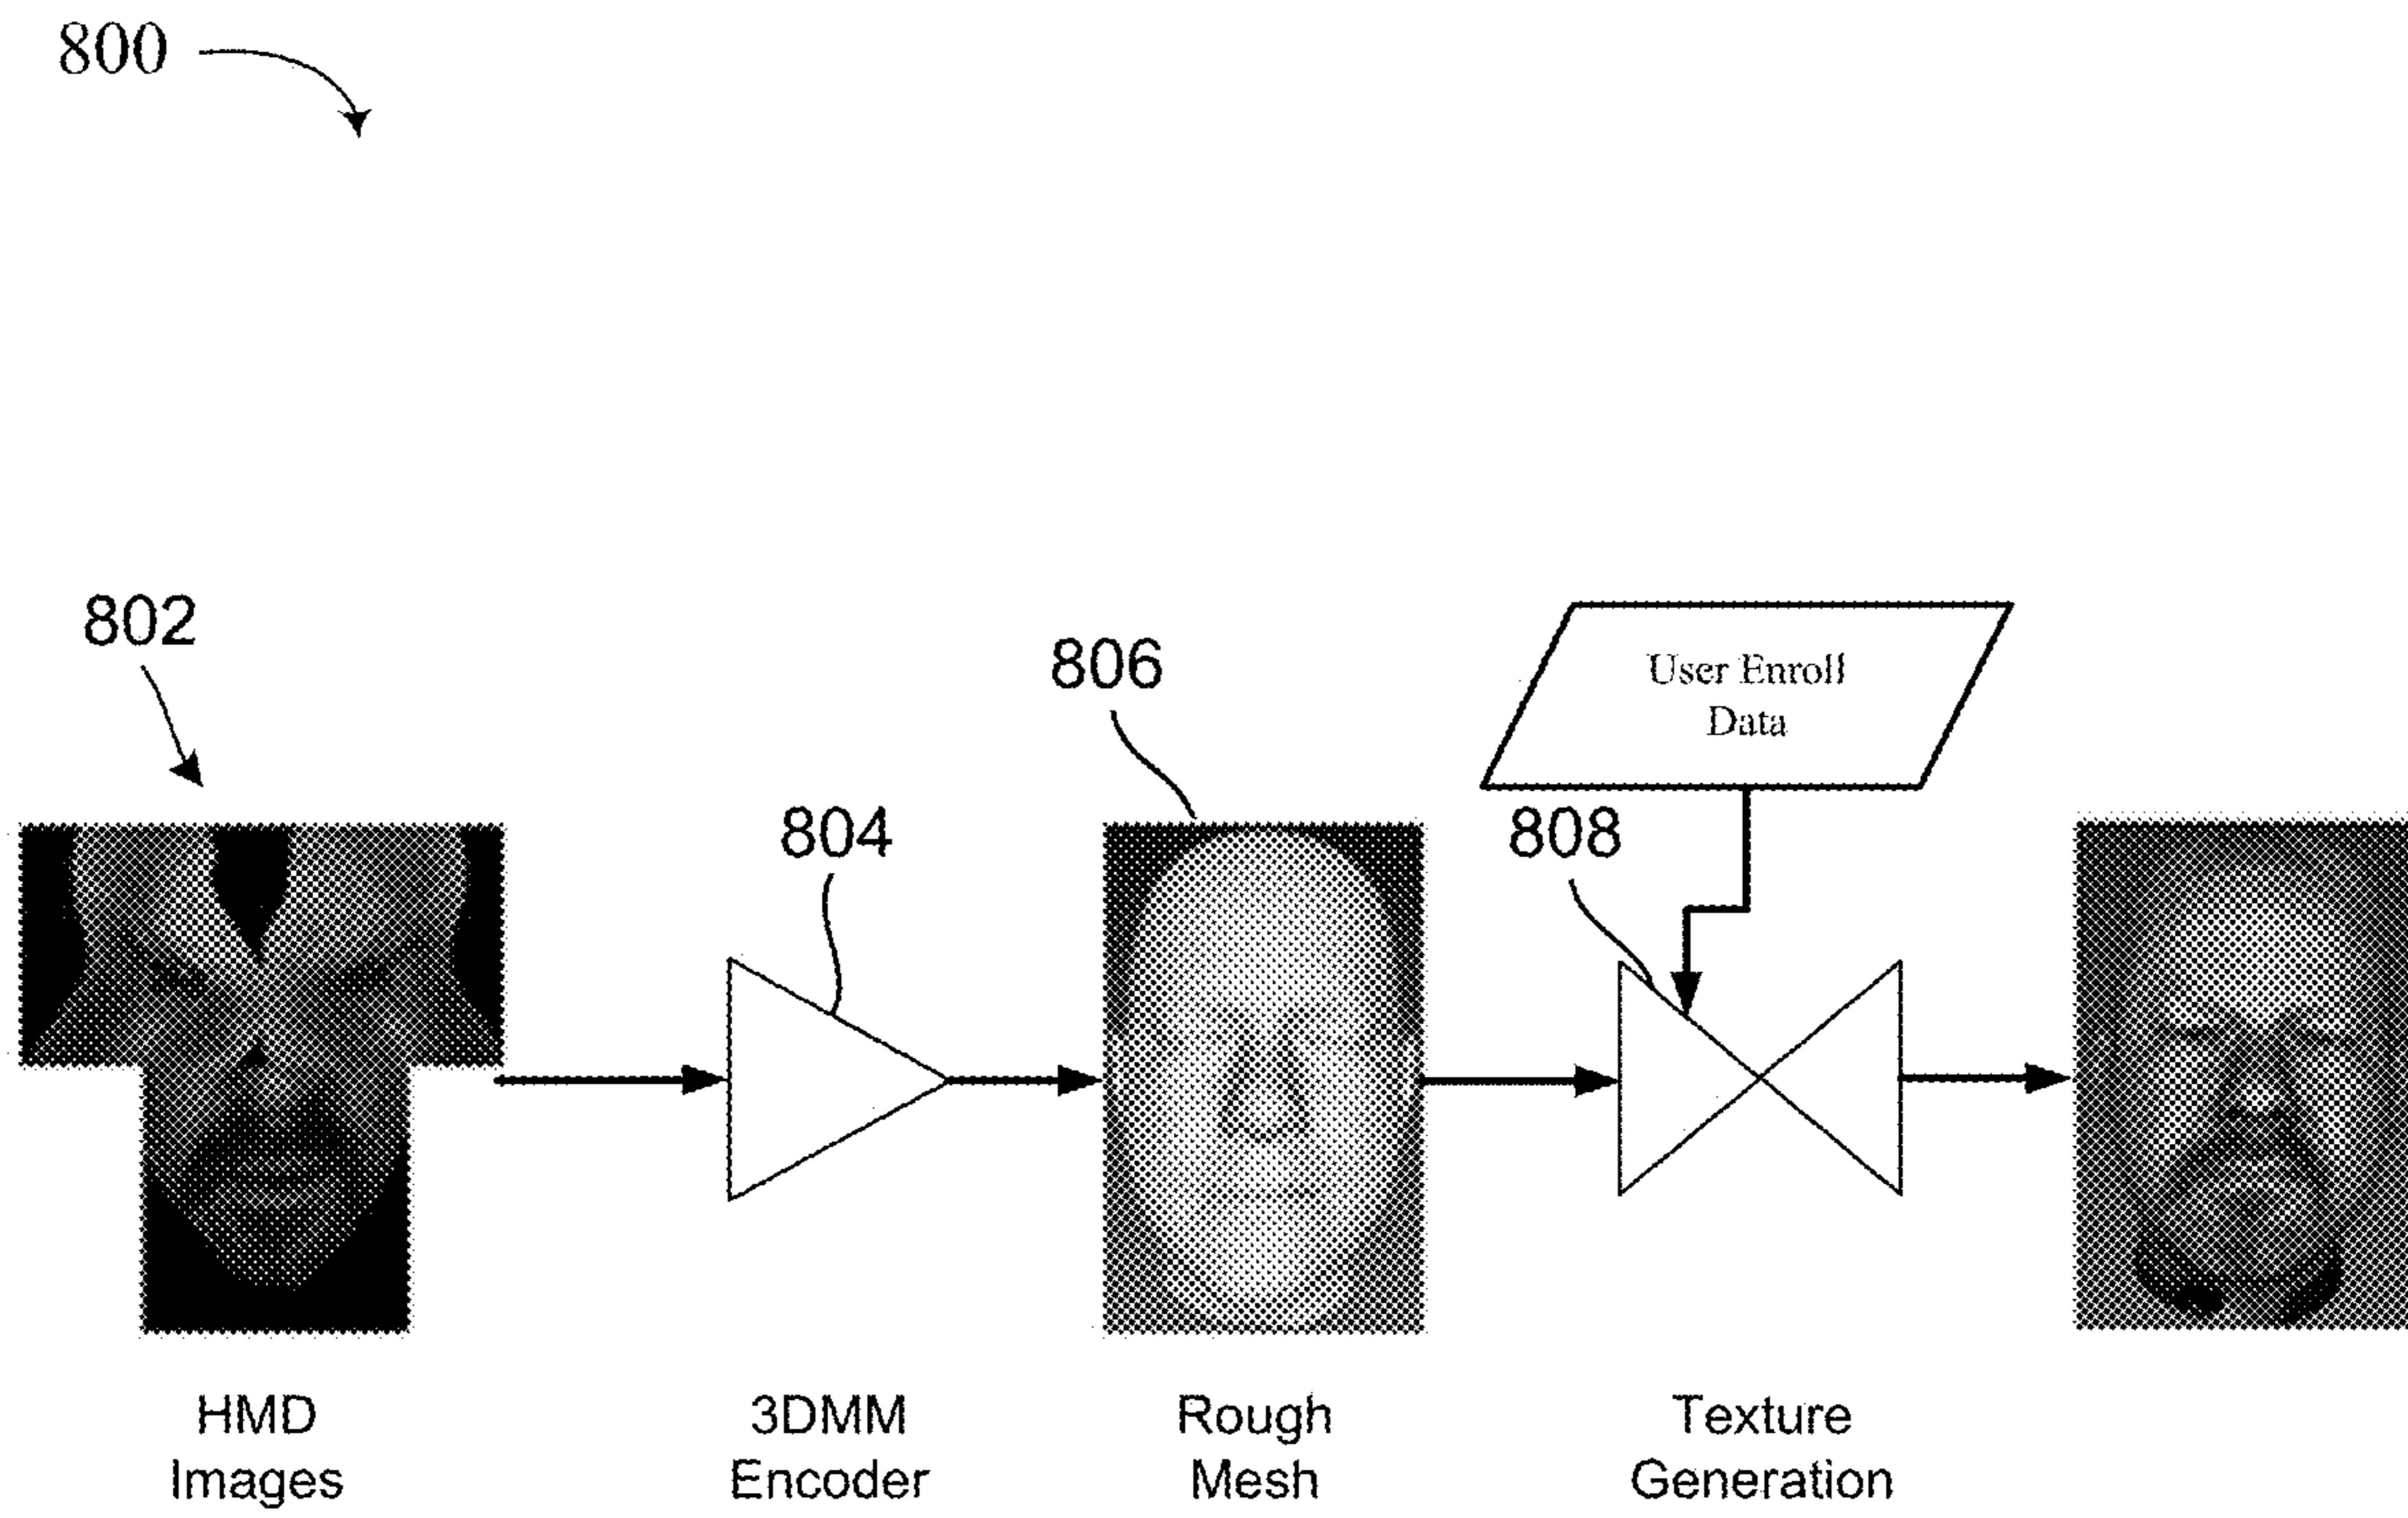 800
802
806
User Enroll
Data
804
808
HMD
Images
3DMM
Encoder
Rough
Mesh
Texture
Generation